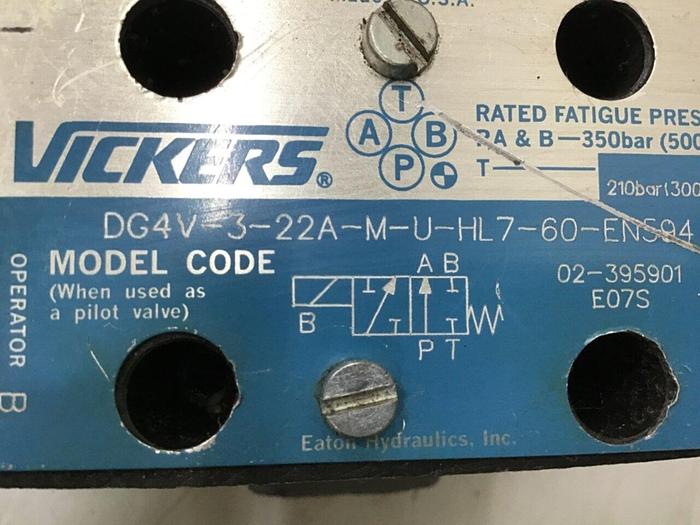 U.S.A.
T
A B
P
VICKERS®
RATED FATIGUE PRES
A & B—350bar (500
T—
210bar(300
DG4V-3-22A-M-U-HL7-60-EN594
MODEL CODE
(When used as
a pilot valve)
OPERATOR B
A B
B
P T
02-395901
E07S
Eaton Hydraulics, Inc.